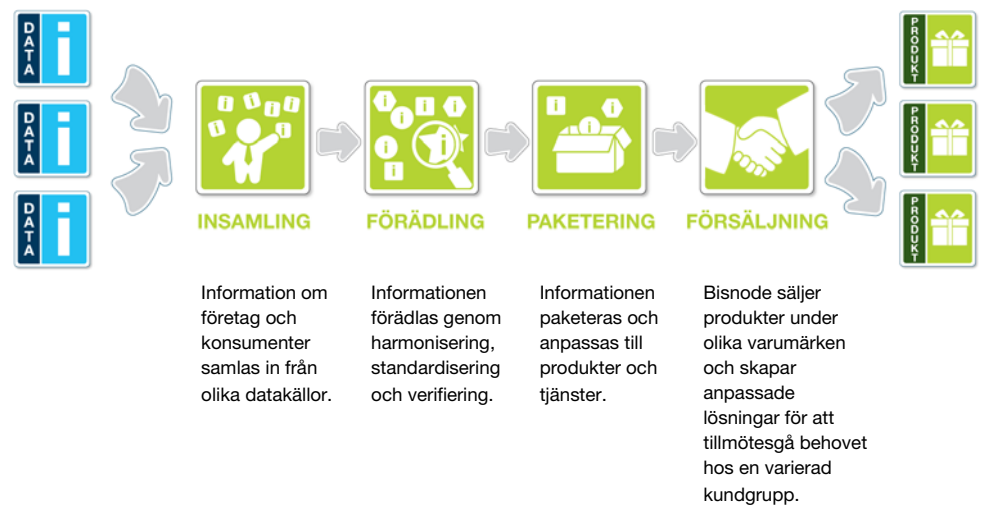 DATA
DATA
DATA
PRODUKT
PRODUKT
PRODUKT
INSAMLING
FÖRÄDLING
PAKETERING
FÖRSÄLJNING
Information om
företag och
konsumenter
samlas in från
olika datakällor.
Informationen
förädlas genom
harmonisering,
standardisering
och verifiering.
Informationen
paketeras och
anpassas till
produkter och
tjänster.
Bisnode säljer
produkter under
olika varumärken
och skapar
anpassade
lösningar för att
tillmötesgå behovet
hos en varierad
kundgrupp.